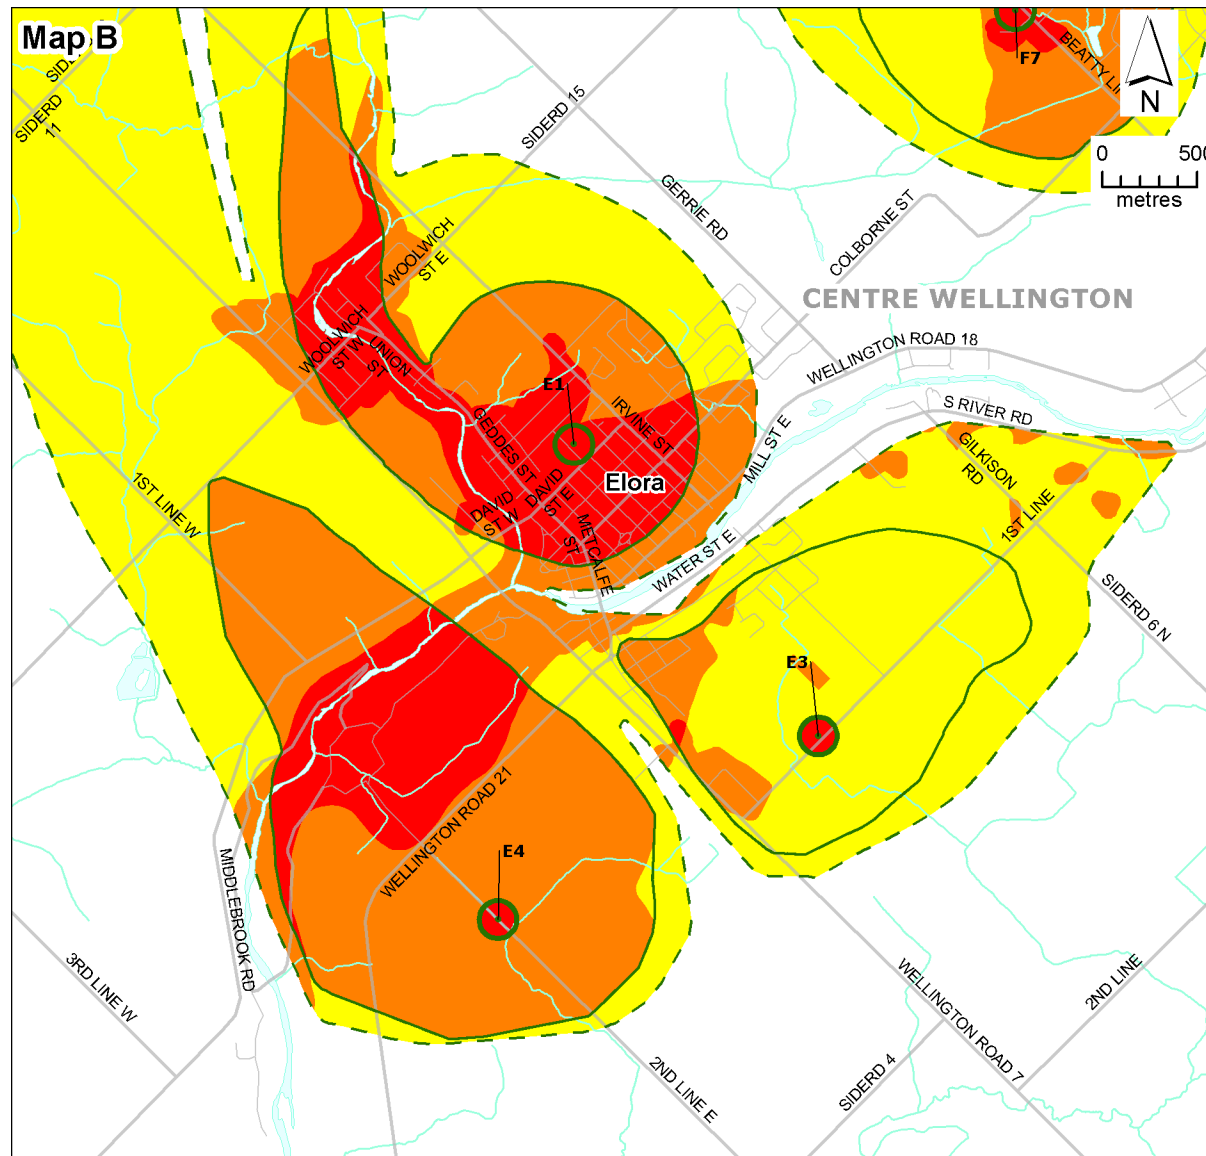 Map B
SIDERD
11
SIDERD 15
GERRIE RD
COLBORNE ST
F7
BEATTY LI
N
0 500
metres
CENTRE WELLINGTON
WOOLWICH
ST E
WOOLWICH
ST W
UNION
ST
E1
GEDDES ST
IRVINE ST
Elora
DAVID
ST E
DAVID
ST W
METCALFE
ST
MILL ST E
WATER ST E
WELLINGTON ROAD 18
S RIVER RD
GILKISON
RD
1ST LINE
SIDERD 6 N
1ST LINE W
E3
E4
WELLINGTON ROAD 21
MIDDLEBROOK RD
3RD LINE W
2ND LINE E
WELLINGTON ROAD 7
2ND LINE
SIDERD 4